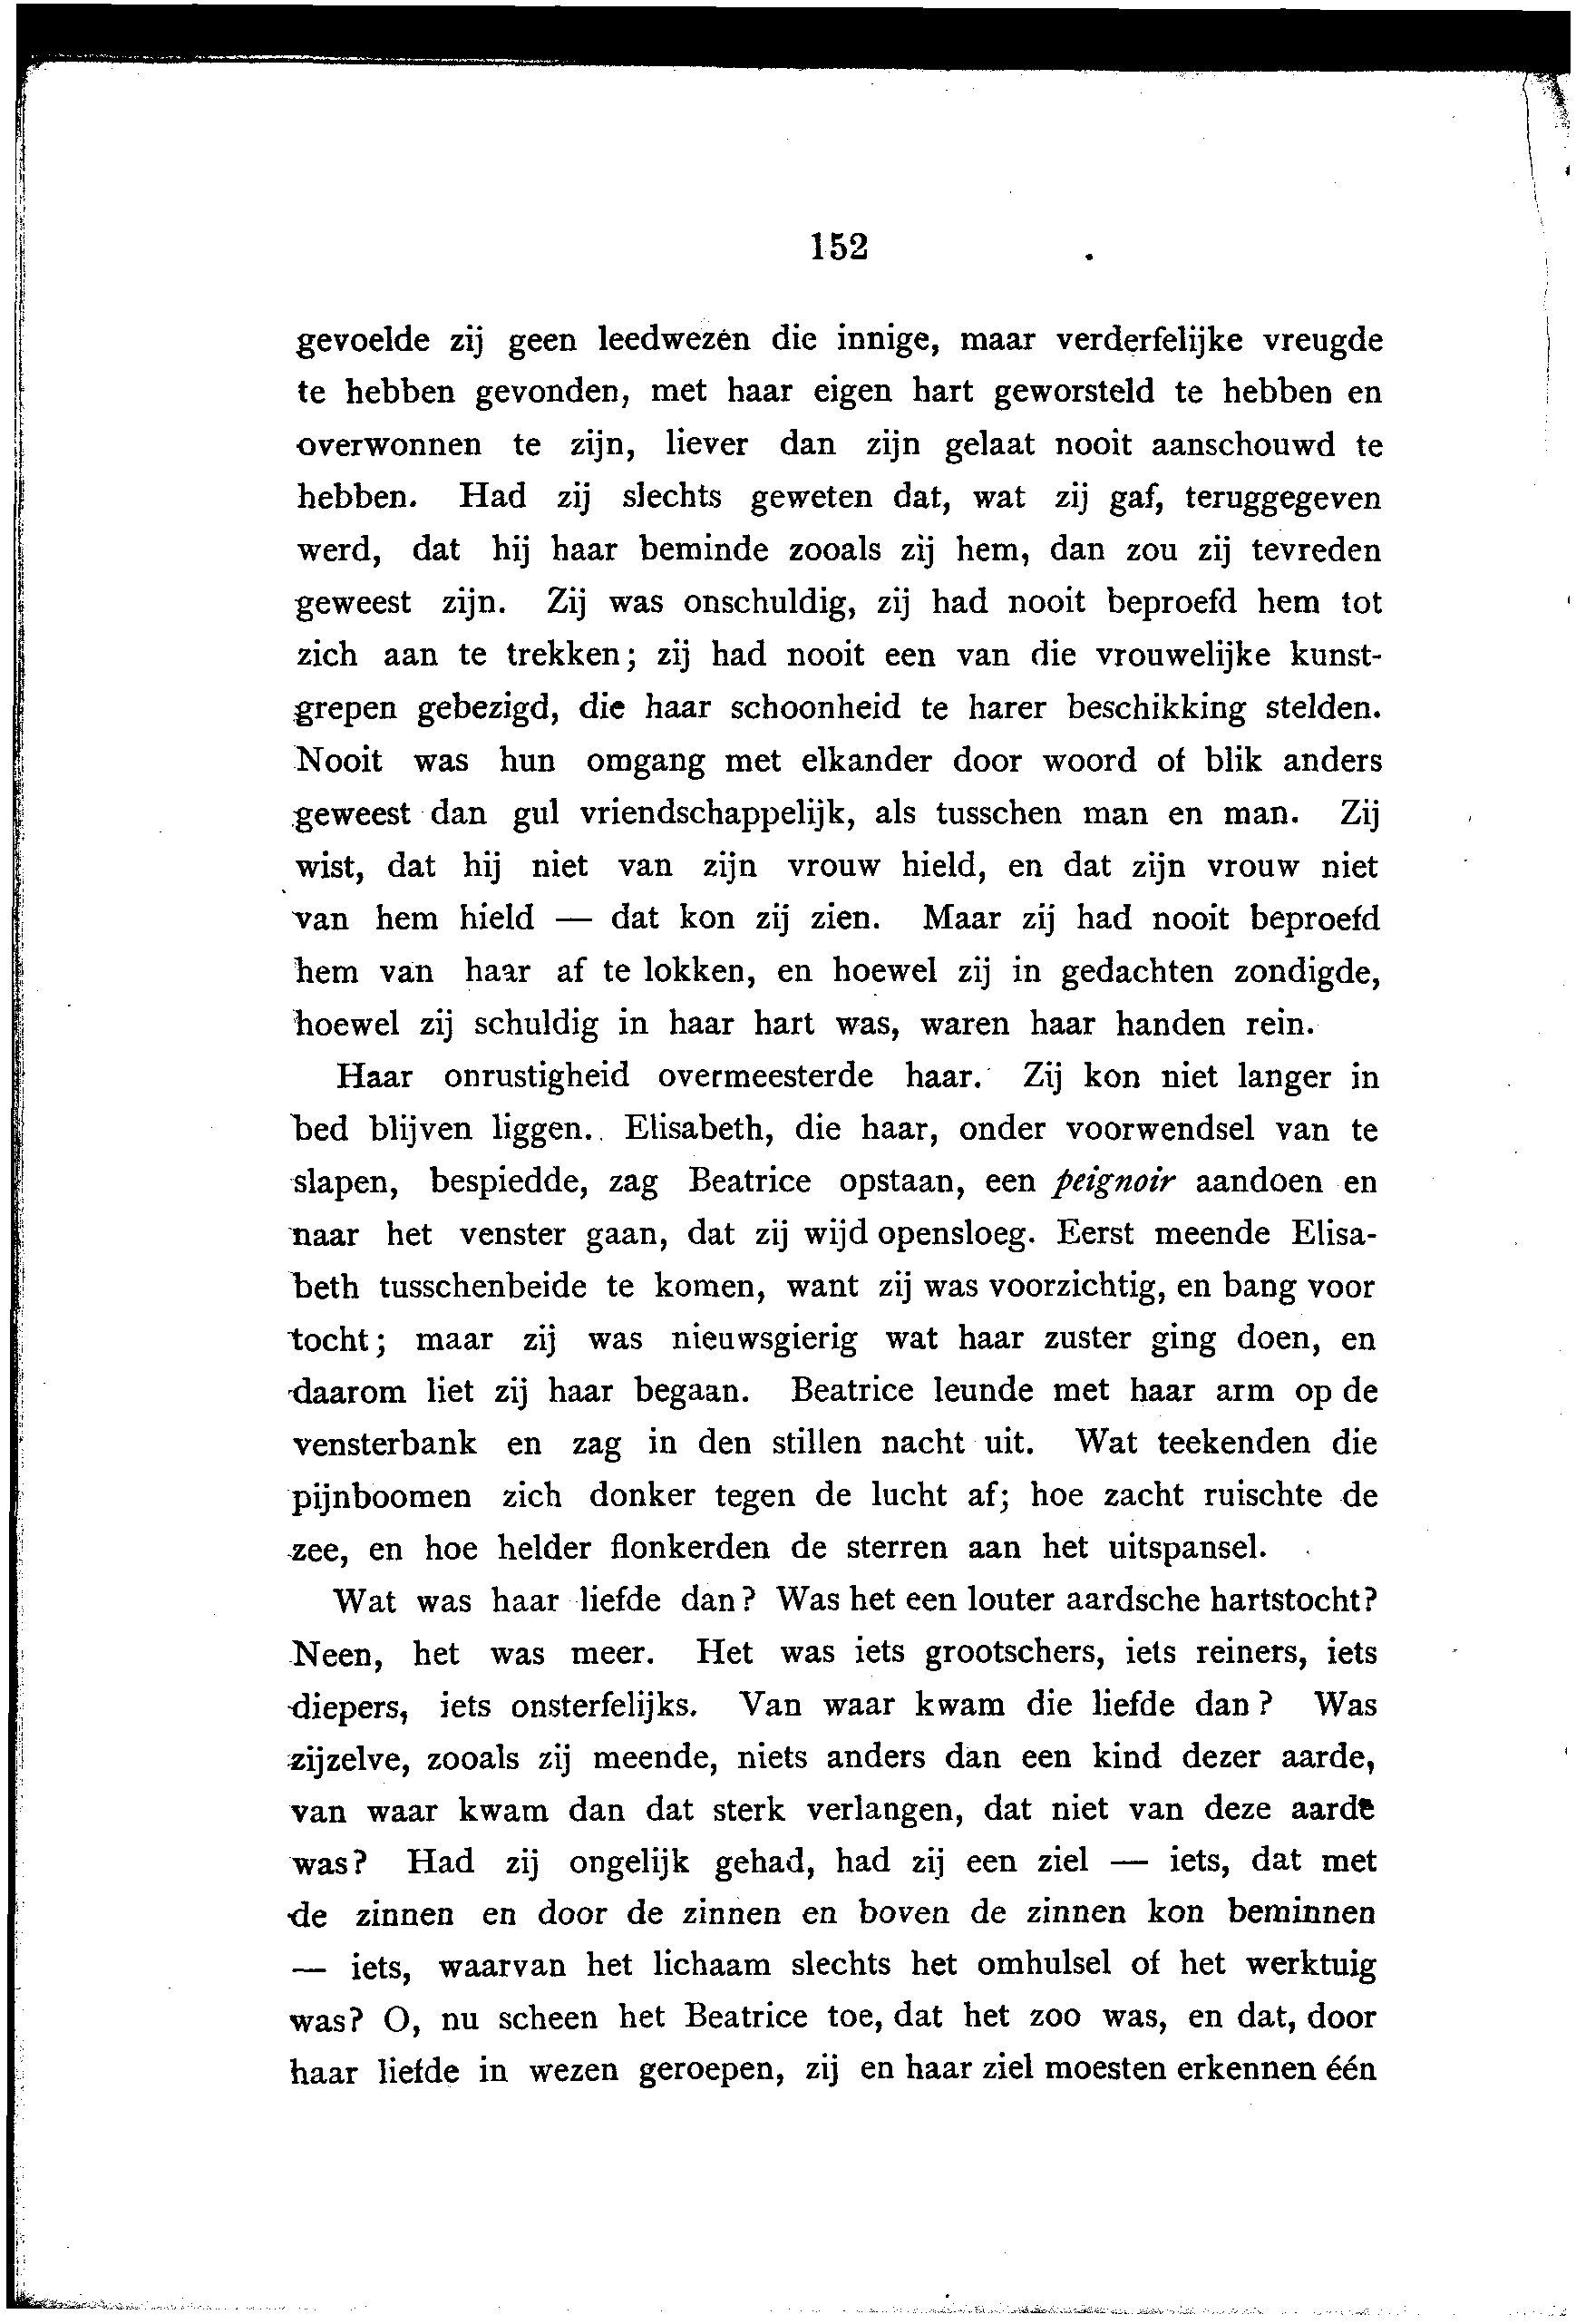 152
gevoelde zij geen leedwezen die innige, maar verderfelijke vreugde
te hebben gevonden, met haar eigen hart geworsteld te hebben en
overwonnen te zijn, liever dan zijn gelaat nooit aanschouwd te
hebben. Had zij slechts geweten dat, wat zij gaf, teruggegeven
werd, dat hij haar beminde zooals zij hem, dan zou zij tevreden
geweest zijn. Zij was onschuldig, zij had nooit beproefd hem tot
zich aan te trekken; zij had nooit een van die vrouwelijke kunst-
grepen gebezigd, die haar schoonheid te harer beschikking stelden.
Nooit was hun omgang met elkander door woord of blik anders
geweest dan gul vriendschappelijk, als tusschen man en man. Zij
wist, dat hij niet van zijn vrouw hield, en dat zijn vrouw niet
van hem hield — dat kon zij zien. Maar zij had nooit beproefd
hem van haar af te lokken, en hoewel zij in gedachten zondigde,
hoewel zij schuldig in haar hart was, waren haar handen rein.
Haar onrustigheid overmeesterde haar. Zij kon niet langer in
bed blijven liggen. Elisabeth, die haar, onder voorwendsel van te
slapen, bespiedde, zag Beatrice opstaan, een peignoir aandoen en
naar het venster gaan, dat zij wijd opensloeg. Eerst meende Elisa-
beth tusschenbeide te komen, want zij was voorzichtig, en bang voor
tocht; maar zij was nieuwsgierig wat haar zuster ging doen, en
daarom liet zij haar begaan. Beatrice leunde met haar arm op de
vensterbank en zag in den stillen nacht uit. Wat teekenden die
pijnboomen zich donker tegen de lucht af; hoe zacht ruischte de
zee, en hoe helder flonkerden de sterren aan het uitspansel.
Wat was haar liefde dan? Was het een louter aardsche hartstocht?
Neen, het was meer. Het was iets grootschers, iets reiners, iets
diepers, iets onsterfelijks. Van waar kwam die liefde dan? Was
zijzelve, zooals zij meende, niets anders dan een kind dezer aarde,
van waar kwam dan dat sterk verlangen, dat niet van deze aarde
was? Had zij ongelijk gehad, had zij een ziel — iets, dat met
de zinnen en door de zinnen en boven de zinnen kon beminnen
— iets, waarvan het lichaam slechts het omhulsel of het werktuig
was? O, nu scheen het Beatrice toe, dat het zoo was, en dat, door
haar liefde in wezen geroepen, zij en haar ziel moesten erkennen één